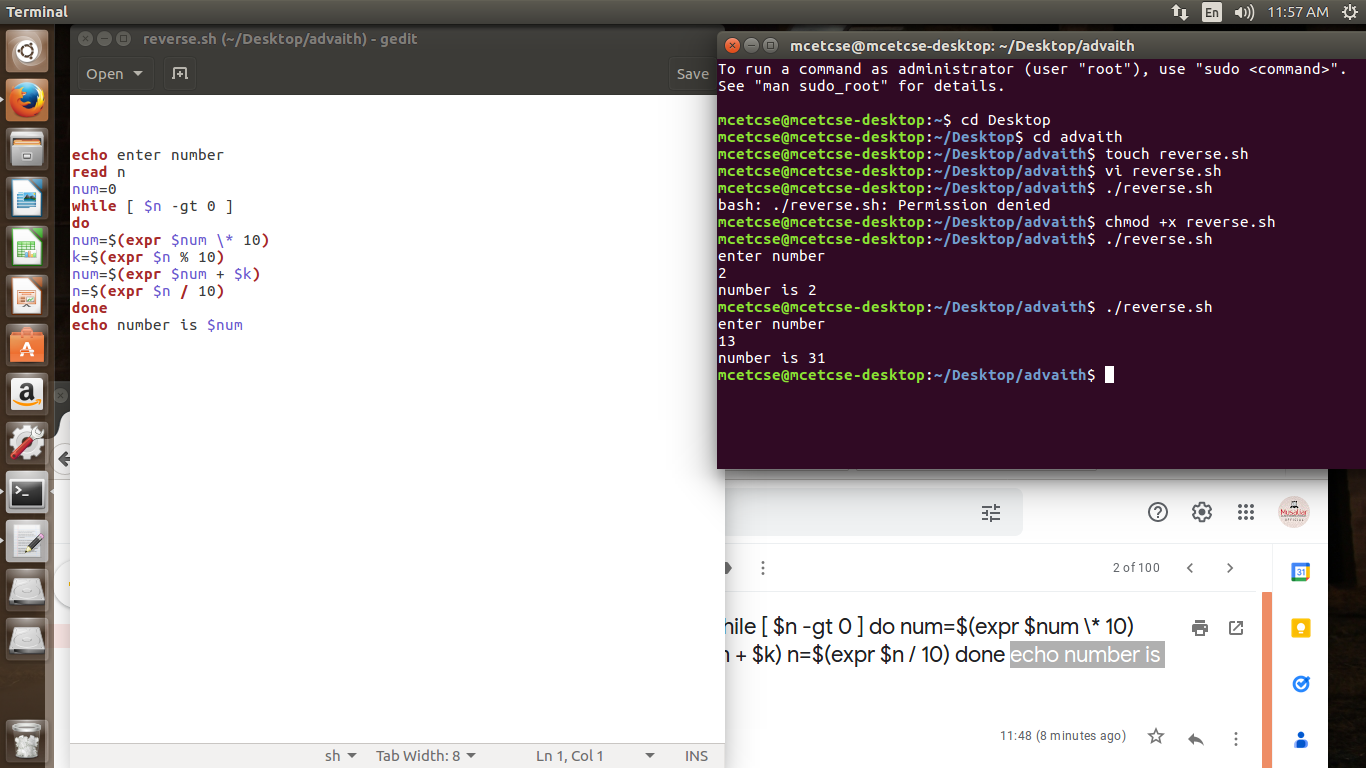 Terminal
En
11:57 AM
reverse.sh (~/Desktop/advaith) - gedit
Open
Save
echo enter number
read n
num=0
while [ $n -gt 0 ]
do
num=$(expr $num \* 10)
k=$(expr $n % 10)
num=$(expr $num + $k)
n=$(expr $n / 10)
done
echo number is $num
sh
Tab Width: 8
Ln 1, Col 1
INS
mcetcse@mcetcse-desktop: ~/Desktop/advaith
To run a command as administrator (user "root"), use "sudo <command>".
See "man sudo_root" for details.
mcetcse@mcetcse-desktop:~$ cd Desktop
mcetcse@mcetcse-desktop:~/Desktop$ cd advaith
mcetcse@mcetcse-desktop:~/Desktop/advaith$ touch reverse.sh
mcetcse@mcetcse-desktop:~/Desktop/advaith$ vi reverse.sh
mcetcse@mcetcse-desktop:~/Desktop/advaith$ ./reverse.sh
bash: ./reverse.sh: Permission denied
mcetcse@mcetcse-desktop:~/Desktop/advaith$ chmod +x reverse.sh
mcetcse@mcetcse-desktop:~/Desktop/advaith$ ./reverse.sh
enter number
2
number is 2
mcetcse@mcetcse-desktop:~/Desktop/advaith$ ./reverse.sh
enter number
13
number is 31
mcetcse@mcetcse-desktop:~/Desktop/advaith$
Musaliar
2 of 100
31
hile [ $n -gt 0 ] do num=$(expr $num \* 10)
+ $k) n=$(expr $n / 10) done echo number is
11:48 (8 minutes ago)